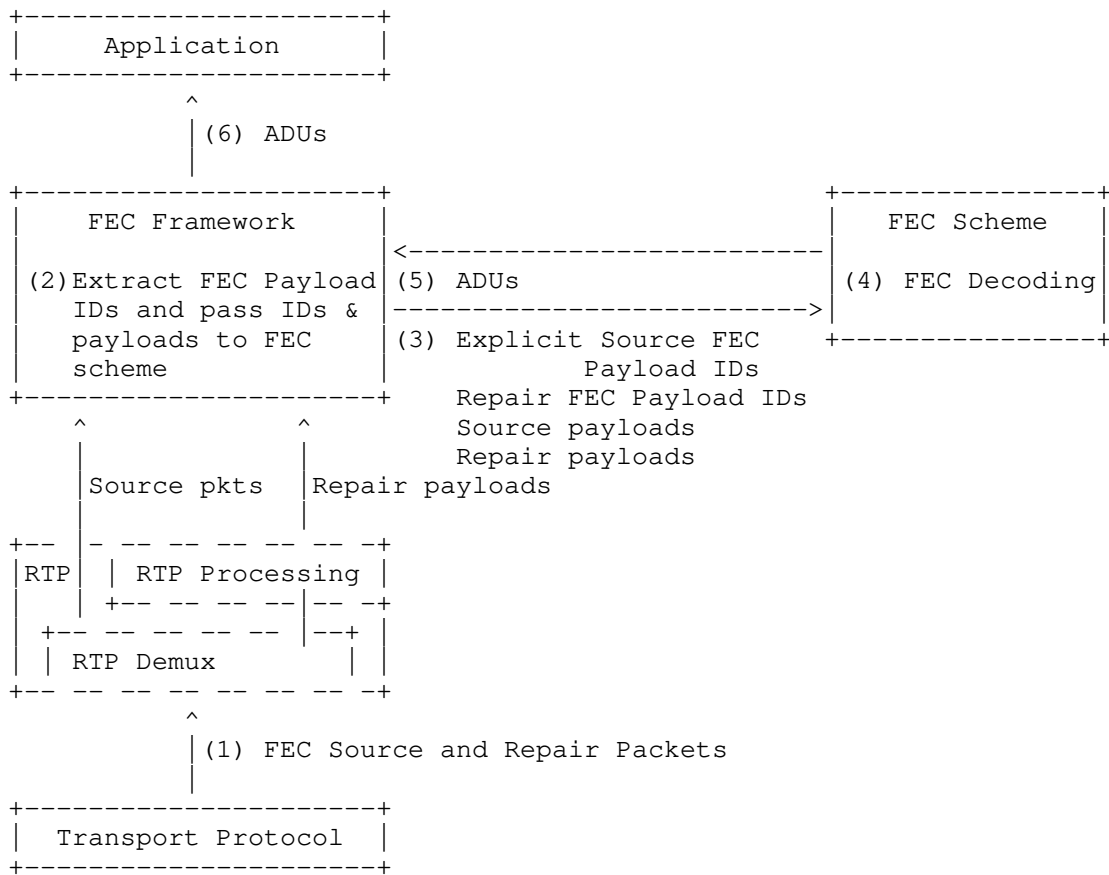 Application
(6) ADUs
FEC Framework FEC Scheme
(2)Extract FEC Payload (5) ADUs (4) FEC Decoding
IDs and pass IDs &
payloads to FEC (3) Explicit Source FEC
scheme Payload IDs
Repair FEC Payload IDs
Source payloads
Repair payloads
Source pkts Repair payloads
RTP RTP Processing
RTP Demux
(1) FEC Source and Repair Packets
Transport Protocol